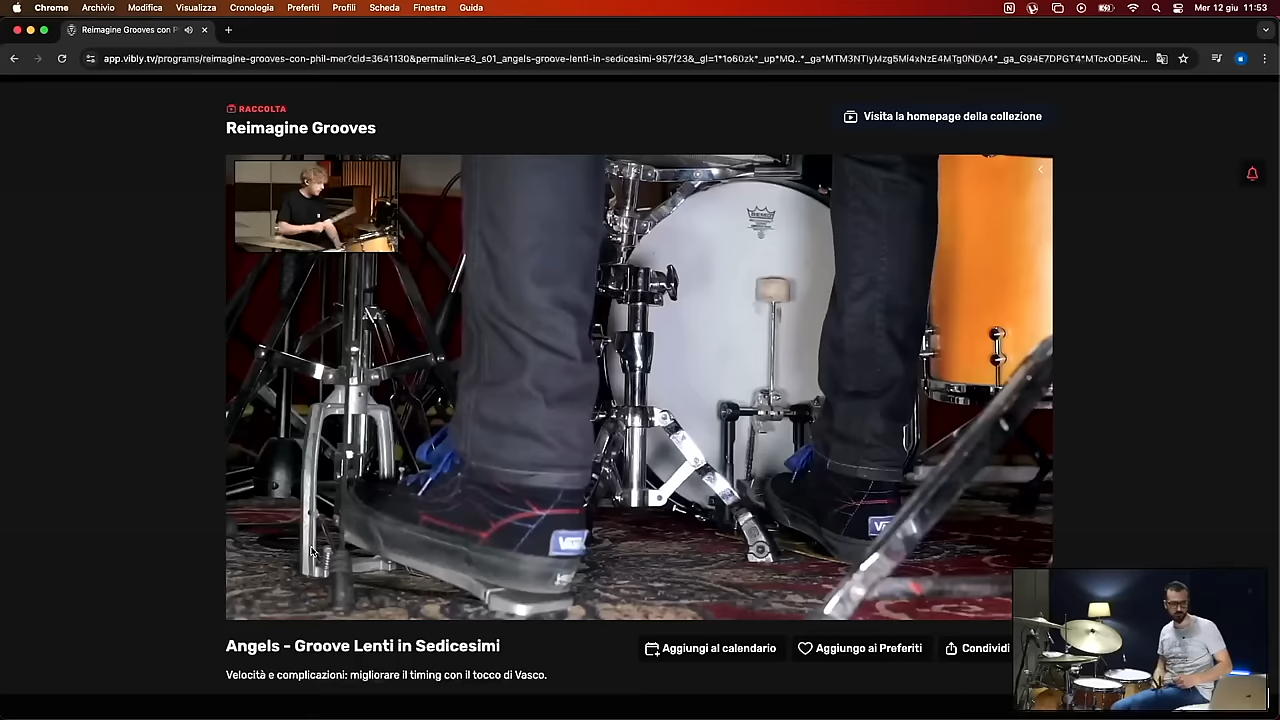 Chrome Archivio Modifica Visualizza Cronologia Preferiti Profili Scheda Finestra Guida Mer 12 giu 11:53
Reimagine Grooves con P
app.vibly.tv/programs/reimagine-grooves-con-phil-mer?cId=3641130&permalink=e3_s01_angels-groove-lenti-in-sedicesimi-957f23&_gl=1*1o60zk*_up*MQ..*_ga*MTM3NTIyMzg5Mi4xNzE4MTg0NDA4*_ga_G94E7DPGT4*MTcxODE4N...
RACCOLTA
Reimagine Grooves
Visita la homepage della collezione
REMO
VANS
Angels - Groove Lenti in Sedicesimi
Aggiungi al calendario
Aggiungo ai Preferiti
Condividi
Velocità e complicazioni: migliorare il timing con il tocco di Vasco.